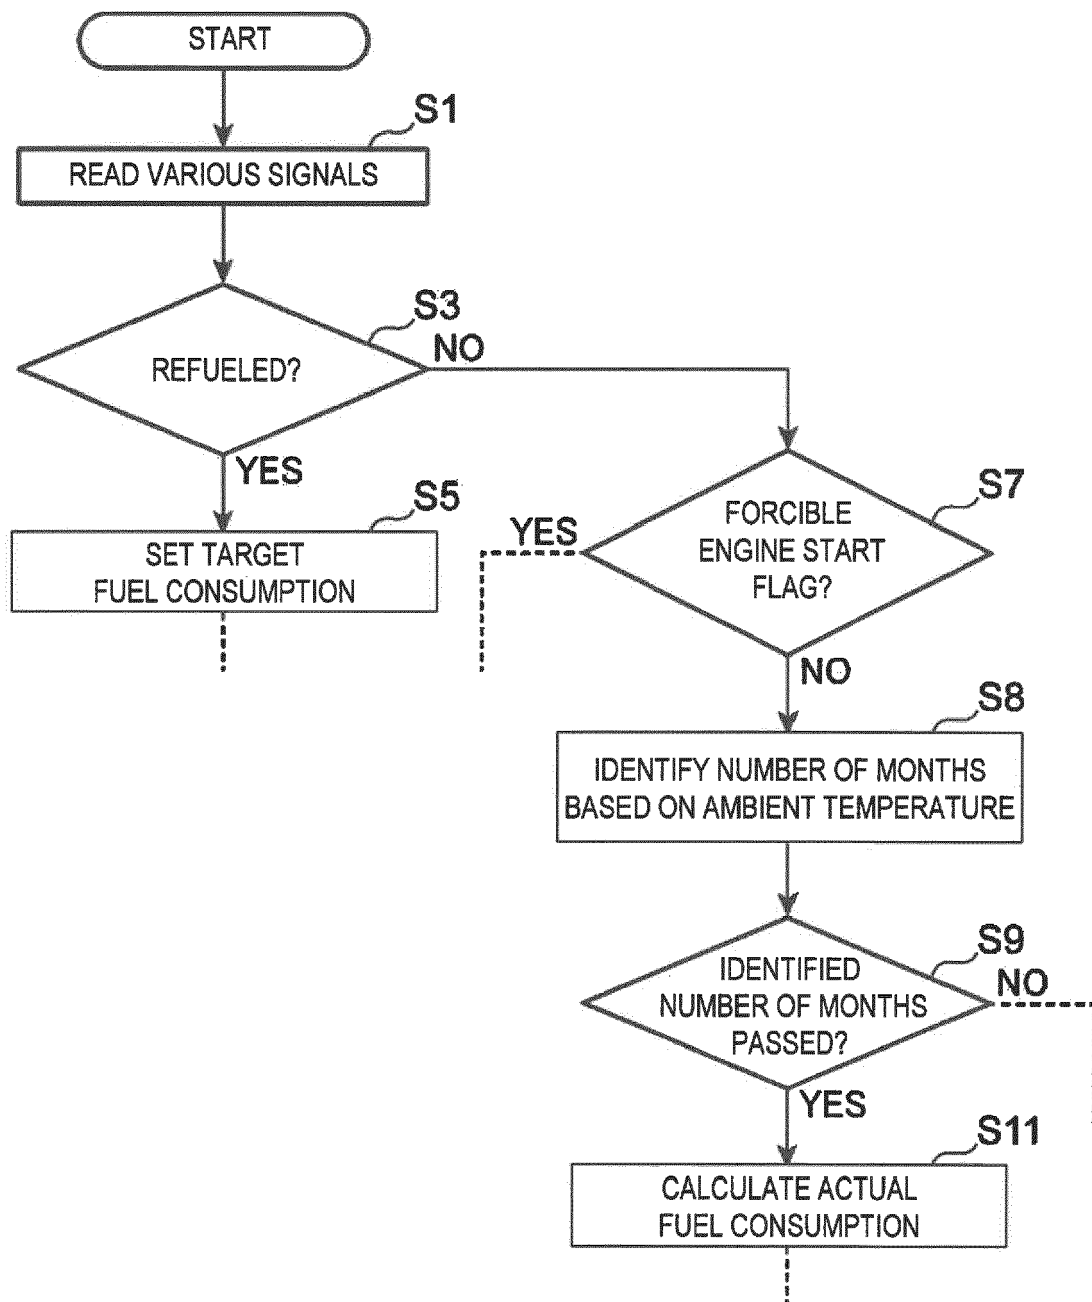 START
S1
READ VARIOUS SIGNALS
S3
REFUELED?
NO
YES
S5
SET TARGET
FUEL CONSUMPTION
S7
FORCIBLE
ENGINE START
FLAG?
YES
NO
S8
IDENTIFY NUMBER OF MONTHS
BASED ON AMBIENT TEMPERATURE
S9
IDENTIFIED
NUMBER OF MONTHS
PASSED?
NO
YES
S11
CALCULATE ACTUAL
FUEL CONSUMPTION